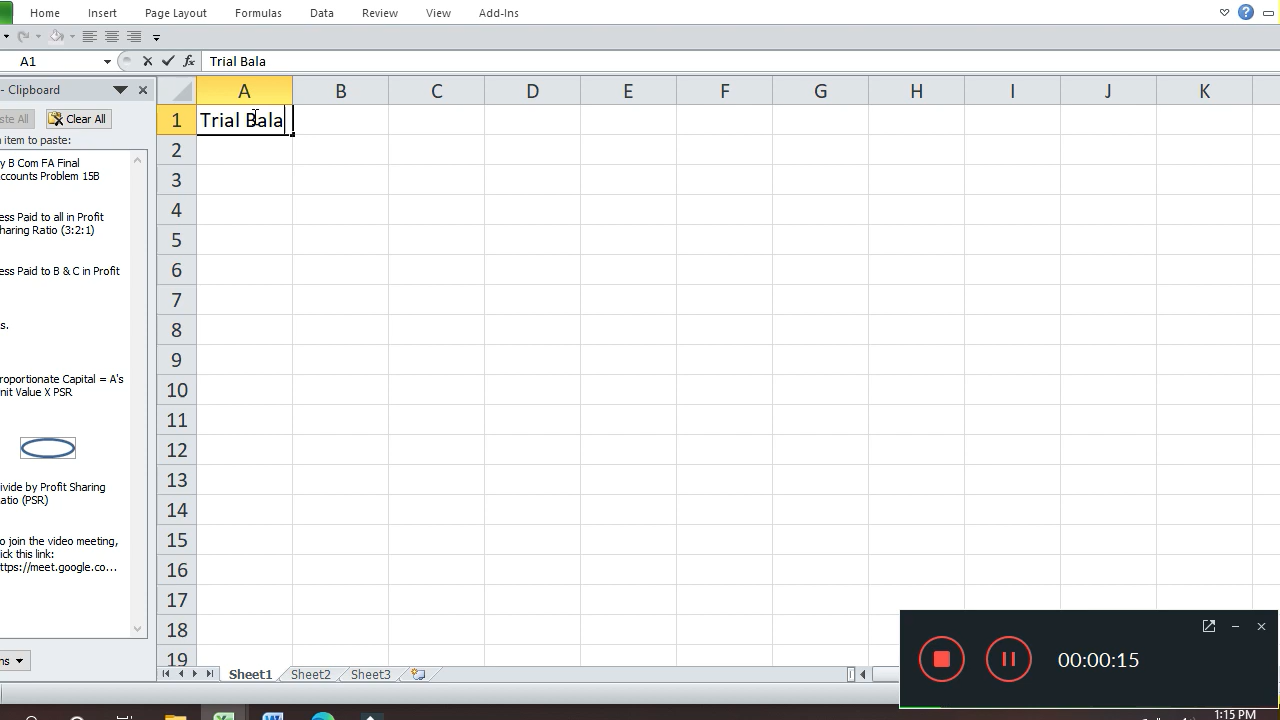 Home Insert Page Layout Formulas Data Review View Add-Ins
A1 fx Trial Bala
- Clipboard
ste All Clear All
item to paste:
y B Com FA Final
ccounts Problem 15B
ess Paid to all in Profit
haring Ratio (3:2:1)
ess Paid to B & C in Profit
s.
roportionate Capital = A's
nit Value X PSR
ivide by Profit Sharing
atio (PSR)
o join the video meeting,
ick this link:
ttps://meet.google.co...
ns
A B C D E F G H I J K
1 Trial Bala
2
3
4
5
6
7
8
9
10
11
12
13
14
15
16
17
18
19
Sheet1 Sheet2 Sheet3
00:00:15
1:15 PM